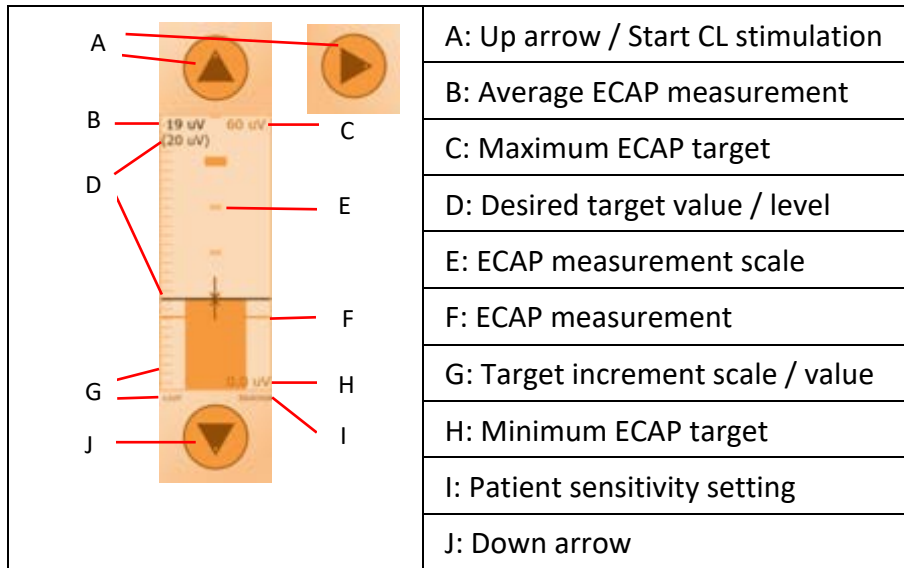 A
A: Up arrow / Start CL stimulation
B: Average ECAP measurement
B
19 uV 60 uV
C
(20 uV)
C: Maximum ECAP target
D
D: Desired target value / level
E
E: ECAP measurement scale
F: ECAP measurement
F
G: Target increment scale / value
G
0.0 uV
H
H: Minimum ECAP target
I
J
I: Patient sensitivity setting
J: Down arrow